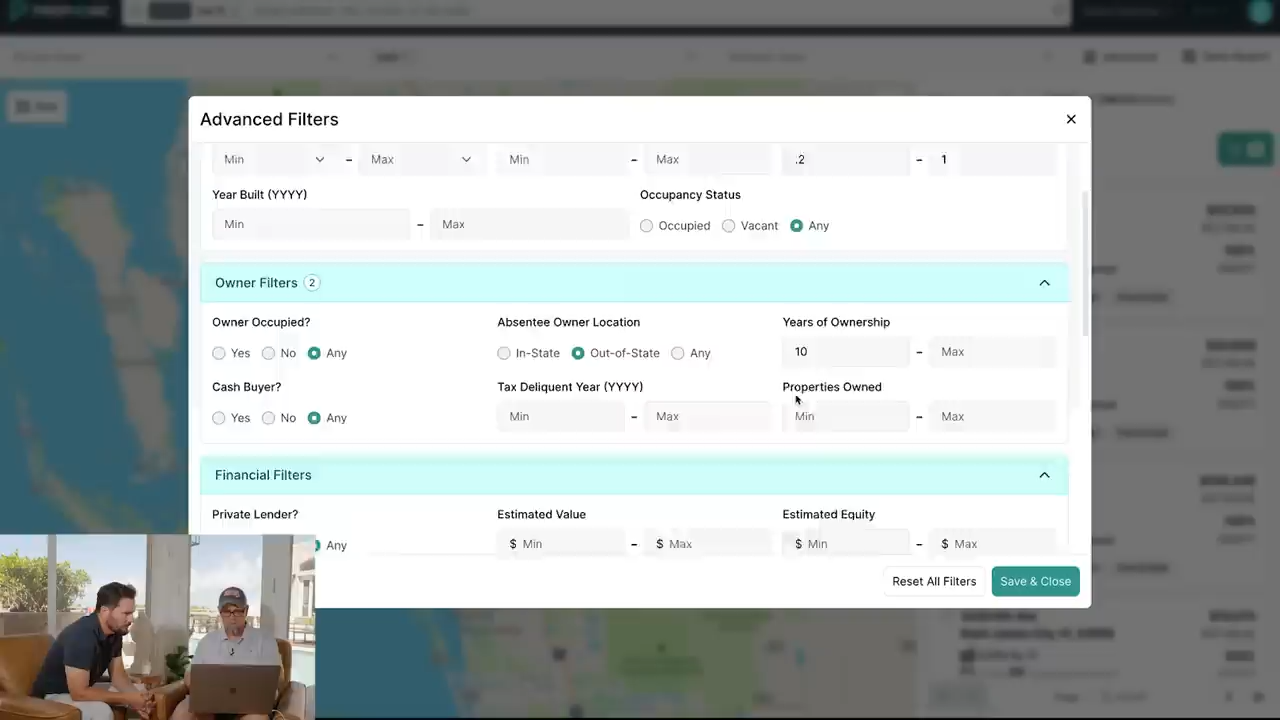 Advanced Filters
Min – Max Min – Max .2 – 1
Year Built (YYYY) Occupancy Status
Min – Max Occupied Vacant Any
Owner Filters 2
Owner Occupied? Absentee Owner Location Years of Ownership
Yes No Any In-State Out-of-State Any 10 – Max
Cash Buyer? Tax Deliquent Year (YYYY) Properties Owned
Yes No Any Min – Max Min – Max
Financial Filters
Private Lender? Estimated Value Estimated Equity
Any $ Min – $ Max $ Min – $ Max
Reset All Filters Save & Close